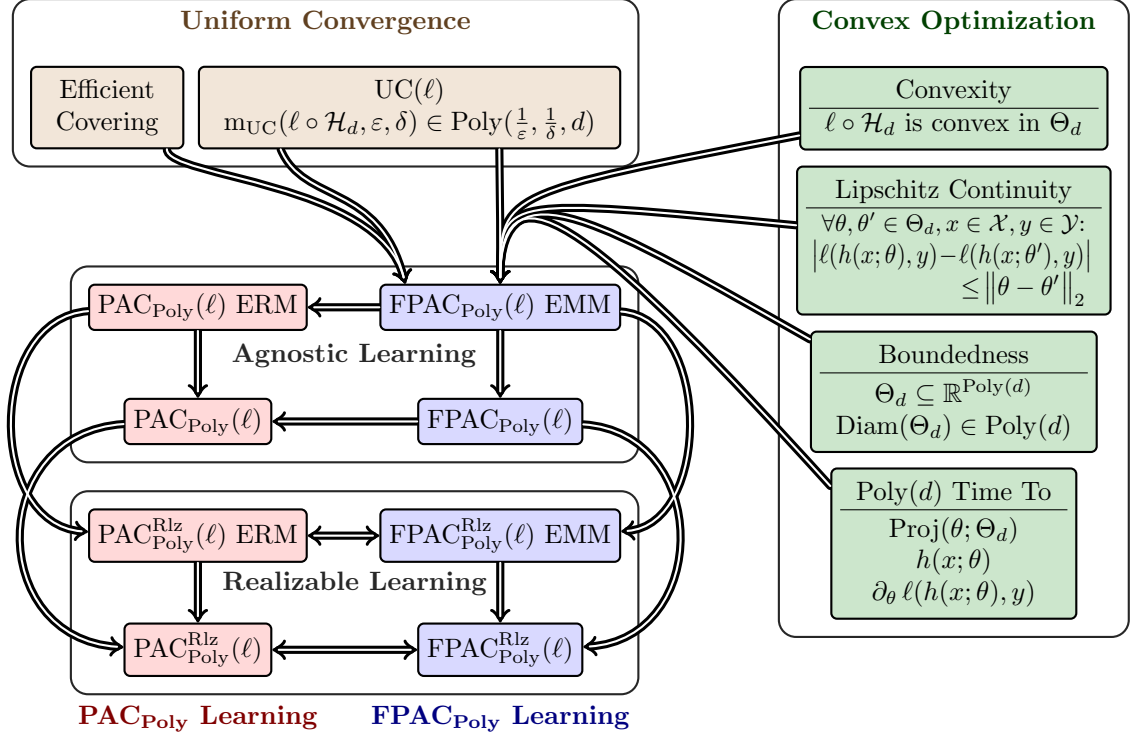 Uniform Convergence
Efficient
Covering
UC(ℓ)
m_UC(ℓ ∘ ℋ_d, ε, δ) ∈ Poly(1/ε, 1/δ, d)
Convex Optimization
Convexity
ℓ ∘ ℋ_d is convex in Θ_d
Lipschitz Continuity
∀θ, θ′ ∈ Θ_d, x ∈ 𝒳, y ∈ 𝒴:
|ℓ(h(x; θ), y) − ℓ(h(x; θ′), y)|
≤ ‖θ − θ′‖₂
Boundedness
Θ_d ⊆ ℝ^Poly(d)
Diam(Θ_d) ∈ Poly(d)
Poly(d) Time To
Proj(θ; Θ_d)
h(x; θ)
∂_θ ℓ(h(x; θ), y)
PAC_Poly(ℓ) ERM
FPAC_Poly(ℓ) EMM
Agnostic Learning
PAC_Poly(ℓ)
FPAC_Poly(ℓ)
PAC^Rlz_Poly(ℓ) ERM
FPAC^Rlz_Poly(ℓ) EMM
Realizable Learning
PAC^Rlz_Poly(ℓ)
FPAC^Rlz_Poly(ℓ)
PAC_Poly Learning
FPAC_Poly Learning